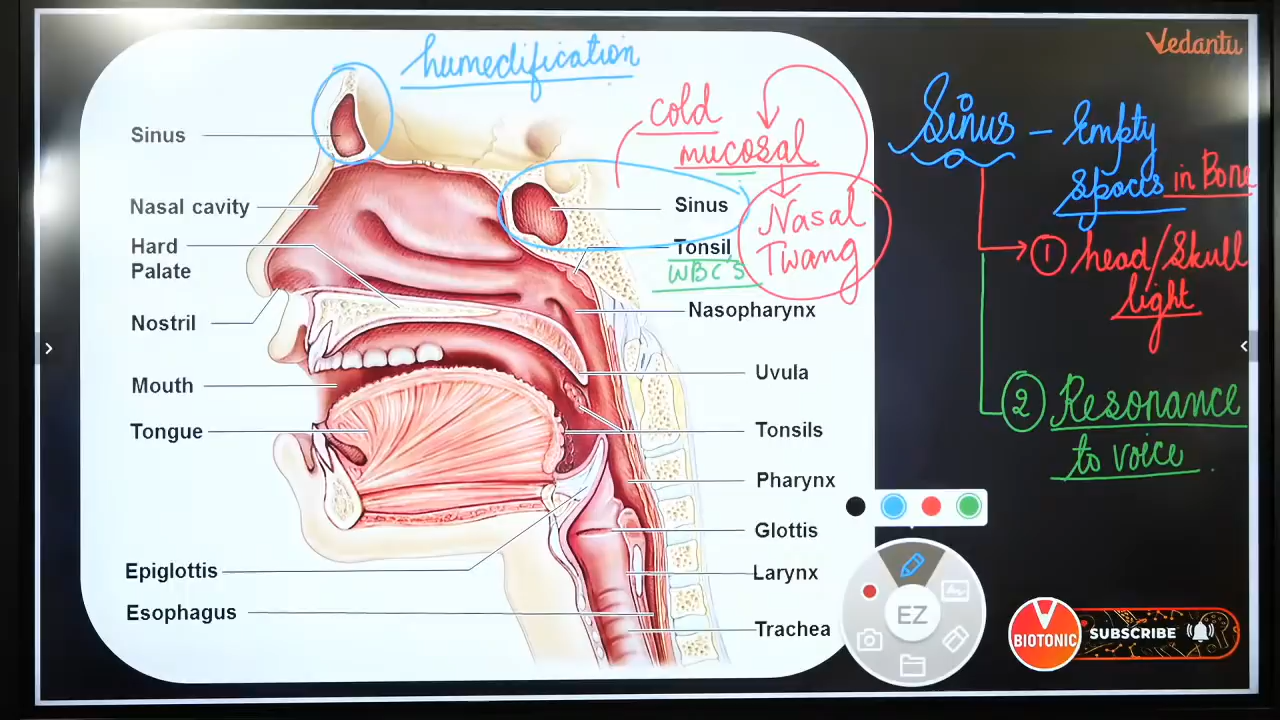 Vedantu
humedification
cold
mucosal
Nasal
Twang
Sinus
Nasal cavity
Hard
Palate
Nostril
Mouth
Tongue
Epiglottis
Esophagus
Sinus
Tonsil
WBC'S
Nasopharynx
Uvula
Tonsils
Pharynx
Glottis
Larynx
Trachea
Sinus – Empty
Spaces in Bone
① head/Skull
light
② Resonance
to voice.
EZ
BIOTONIC
SUBSCRIBE